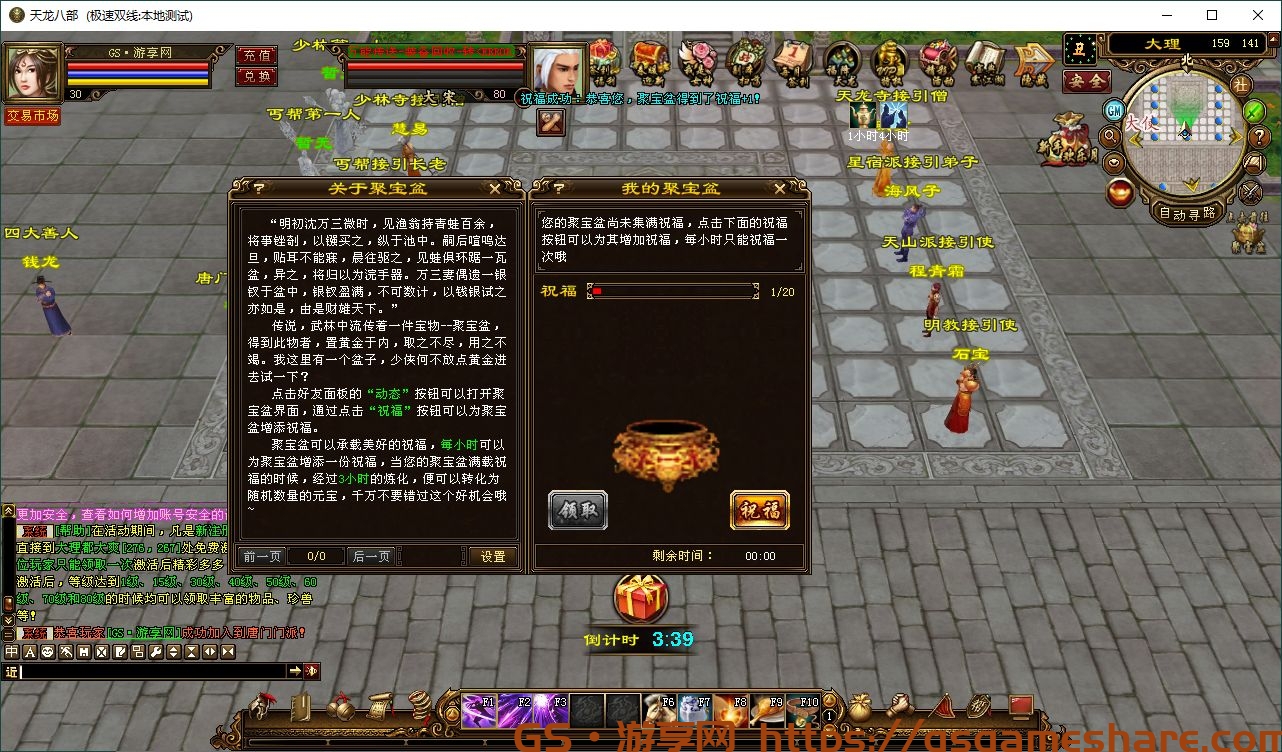 天龙八部 (极速双线:本地测试)
GS·游享网
30
充值
兑换
交易市场
80
大宋
祝福成功：恭喜您，聚宝盆得到了祝福+1!
1小时 4小时
大理 159 141
北
安全
GM
自动寻路
少林寺接
丐帮第一人
慧易
丐帮接引长老
天龙寺接引僧
星宿派接引弟子
海风子
天山派接引使
程青霜
明教接引使
石宝
四大善人
钱龙
唐门
关于聚宝盆
“明初沈万三微时，见渔翁持青蛙百余，
将事锉剖，以镪买之，纵于池中。嗣后喧鸣达
旦，贴耳不能寐，晨往驱之，见蛙俱环踞一瓦
盆，异之，将归以为浣手器。万三妻偶遗一银
钗于盆中，银钗盈满，不可数计，以钱银试之
亦如是，由是财雄天下。”
传说，武林中流传着一件宝物--聚宝盆，
得到此物者，置黄金于内，取之不尽，用之不
竭。我这里有一个盆子，少侠何不放点黄金进
去试一下？
点击好友面板的“动态”按钮可以打开聚
宝盆界面，通过点击“祝福”按钮可以为聚宝
盆增添祝福。
聚宝盆可以承载美好的祝福，每小时可以
为聚宝盆增添一份祝福，当您的聚宝盆满载祝
福的时候，经过3小时的炼化，便可以转化为
随机数量的元宝，千万不要错过这个好机会哦
~
前一页 0/0 后一页 设置
我的聚宝盆
您的聚宝盆尚未集满祝福，点击下面的祝福
按钮可以为其增加祝福，每小时只能祝福一
次哦
祝福 1/20
领取 祝福
剩余时间： 00:00
倒计时 3:39
更加安全，查看如何增加账号安全的
系统 [帮助]在活动期间，凡是新注册
直接到大理都大爽[276，267]处免费
位玩家只能领取一次激活后精彩多多
激活后，等级达到1级、15级、30级、40级、50级、60
级、70级和80级的时候均可以领取丰富的物品、珍兽
等!
系统 恭喜玩家[GS·游享网]成功加入到唐门门派!
近
F1 F2 F3 F6 F7 F8 F9 F10
1
GS·游享网 https://gsgameshare.com